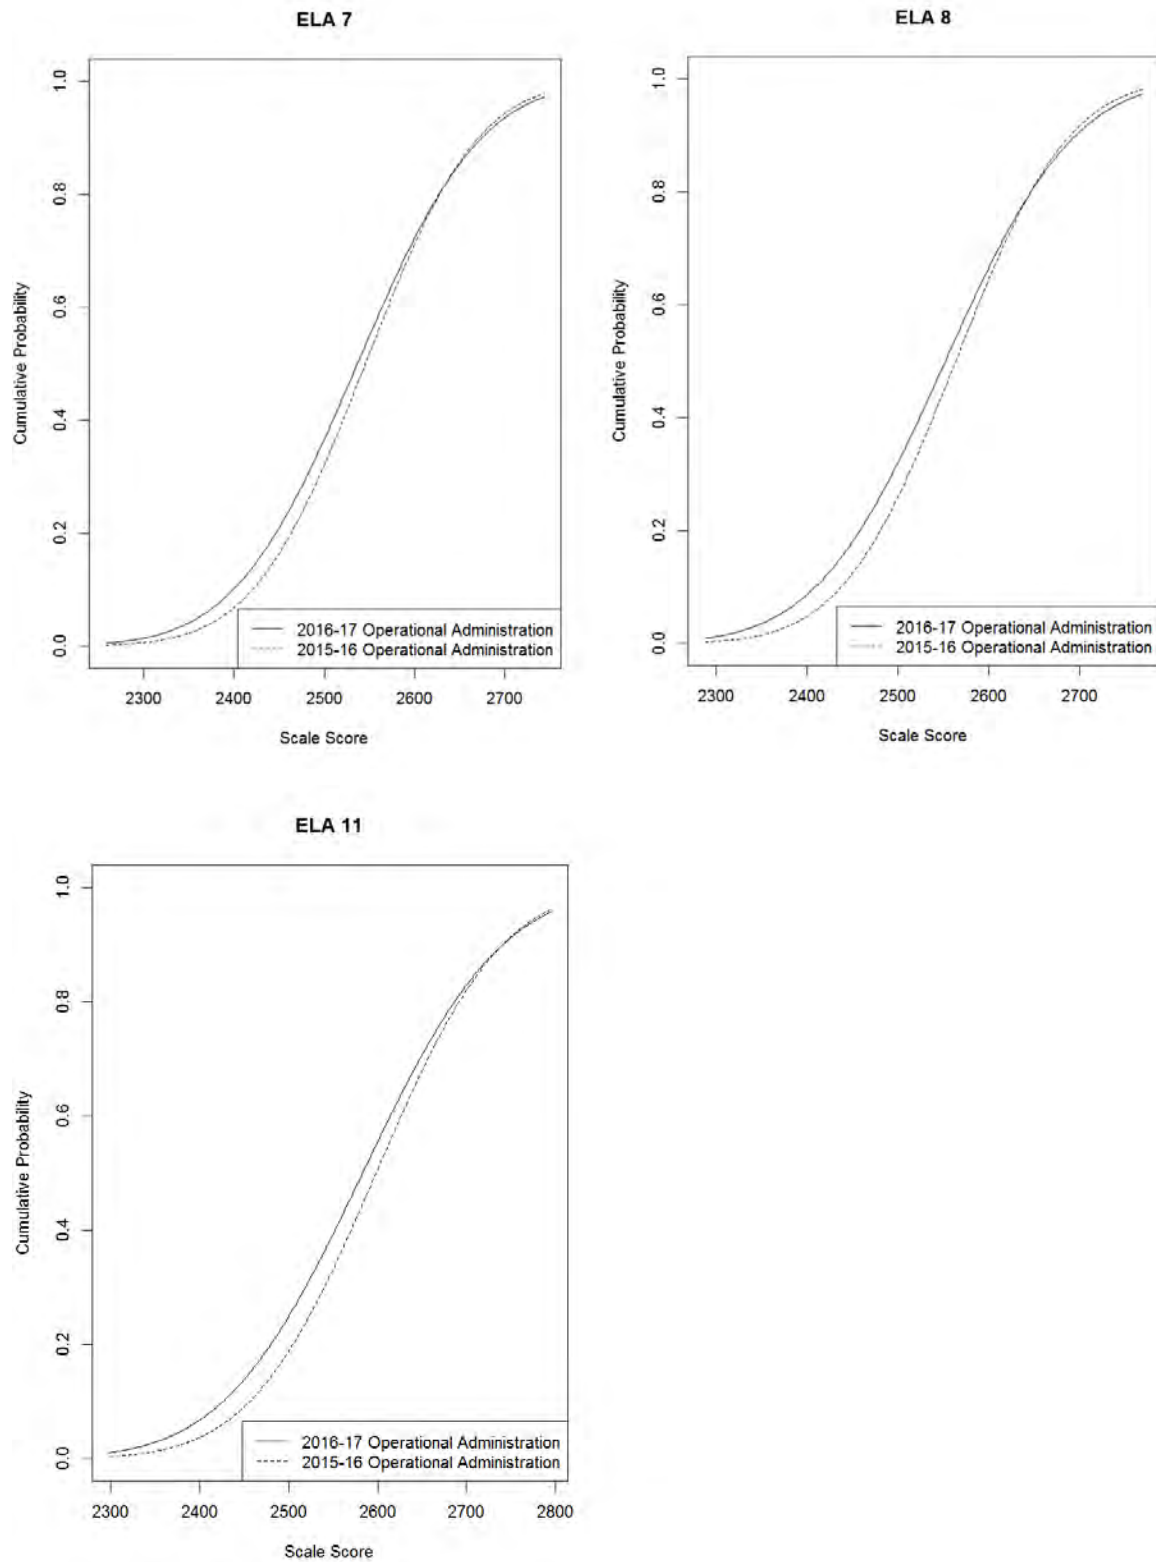 ELA 7
1.0
0.8
0.6
0.4
0.2
0.0
Cumulative Probability
2016-17 Operational Administration
2015-16 Operational Administration
2300 2400 2500 2600 2700
Scale Score
ELA 8
1.0
0.8
0.6
0.4
0.2
0.0
Cumulative Probability
2016-17 Operational Administration
2015-16 Operational Administration
2300 2400 2500 2600 2700
Scale Score
ELA 11
1.0
0.8
0.6
0.4
0.2
0.0
Cumulative Probability
2016-17 Operational Administration
2015-16 Operational Administration
2300 2400 2500 2600 2700 2800
Scale Score